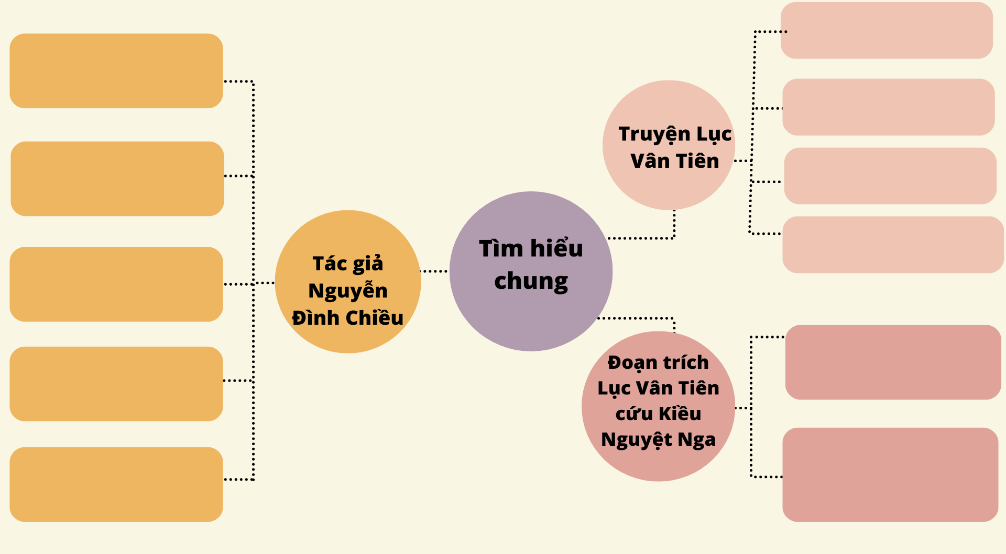 Tìm hiểu
chung
Tác giả
Nguyễn
Đình Chiều
Truyện Lục
Vân Tiên
Đoạn trích
Lục Vân Tiên
cứu Kiều
Nguyệt Nga